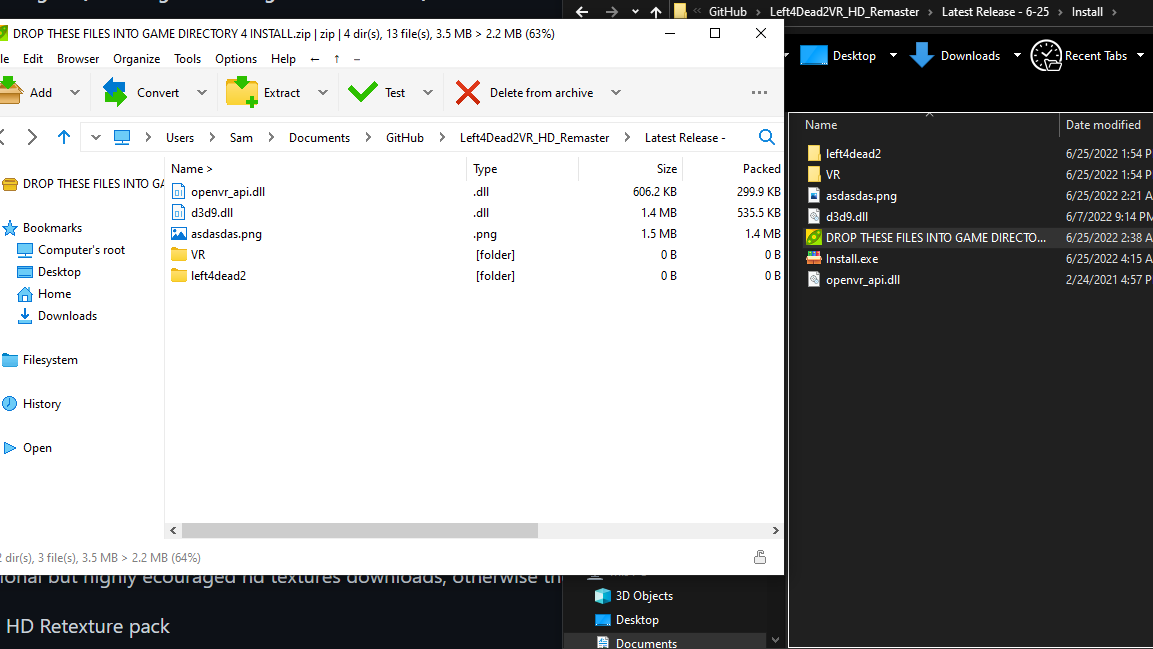 GitHub Left4Dead2VR_HD_Remaster Latest Release - 6-25 Install
DROP THESE FILES INTO GAME DIRECTORY 4 INSTALL.zip | zip | 4 dir(s), 13 file(s), 3.5 MB > 2.2 MB (63%)
le Edit Browser Organize Tools Options Help
Add Convert Extract Test Delete from archive
Desktop Downloads Recent Tabs
Users Sam Documents GitHub Left4Dead2VR_HD_Remaster Latest Release -
Name > Type Size Packed
openvr_api.dll .dll 606.2 KB 299.9 KB
d3d9.dll .dll 1.4 MB 535.5 KB
asdasdas.png .png 1.5 MB 1.4 MB
VR [folder] 0 B 0 B
left4dead2 [folder] 0 B 0 B
DROP THESE FILES INTO GA
Bookmarks
Computer's root
Desktop
Home
Downloads
Filesystem
History
Open
2 dir(s), 3 file(s), 3.5 MB > 2.2 MB (64%)
Name Date modified
left4dead2 6/25/2022 1:54 P
VR 6/25/2022 1:54 P
asdasdas.png 6/25/2022 2:21 A
d3d9.dll 6/7/2022 9:14 PM
DROP THESE FILES INTO GAME DIRECTO... 6/25/2022 2:38 A
Install.exe 6/25/2022 4:15 A
openvr_api.dll 2/24/2021 4:57 P
ional but highly ecouraged hd textures downloads, otherwise the
HD Retexture pack
3D Objects
Desktop
Documents